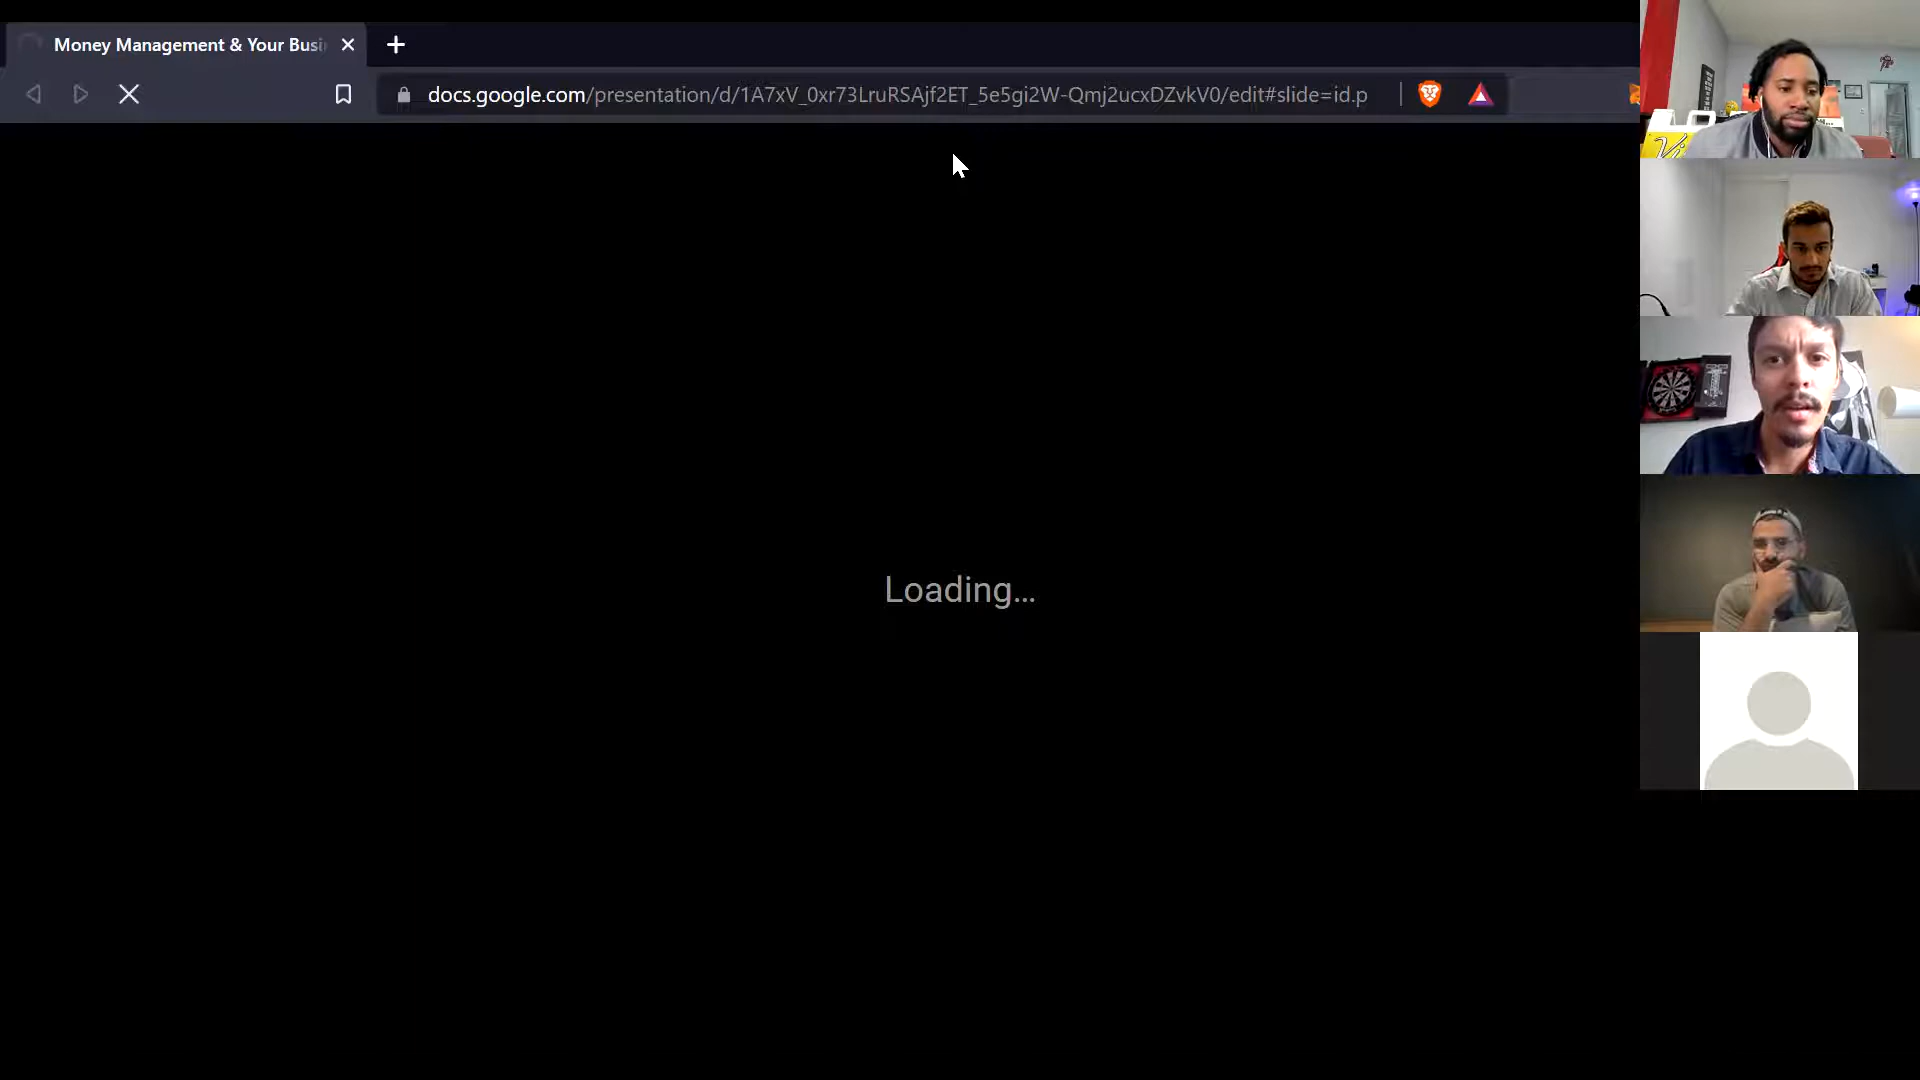 Money Management & Your Busi
docs.google.com/presentation/d/1A7xV_0xr73LruRSAjf2ET_5e5gi2W-Qmj2ucxDZvkV0/edit#slide=id.p
Loading...